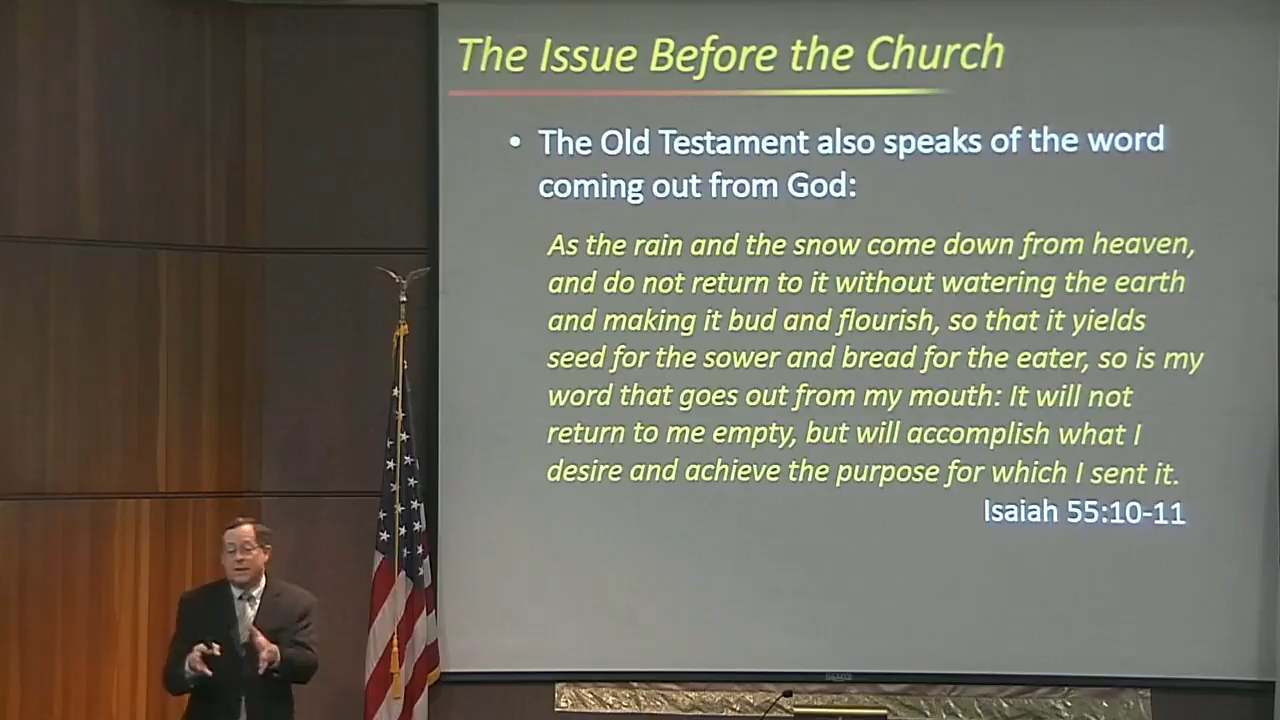 The Issue Before the Church
• The Old Testament also speaks of the word
coming out from God:
As the rain and the snow come down from heaven,
and do not return to it without watering the earth
and making it bud and flourish, so that it yields
seed for the sower and bread for the eater, so is my
word that goes out from my mouth: It will not
return to me empty, but will accomplish what I
desire and achieve the purpose for which I sent it.
Isaiah 55:10-11